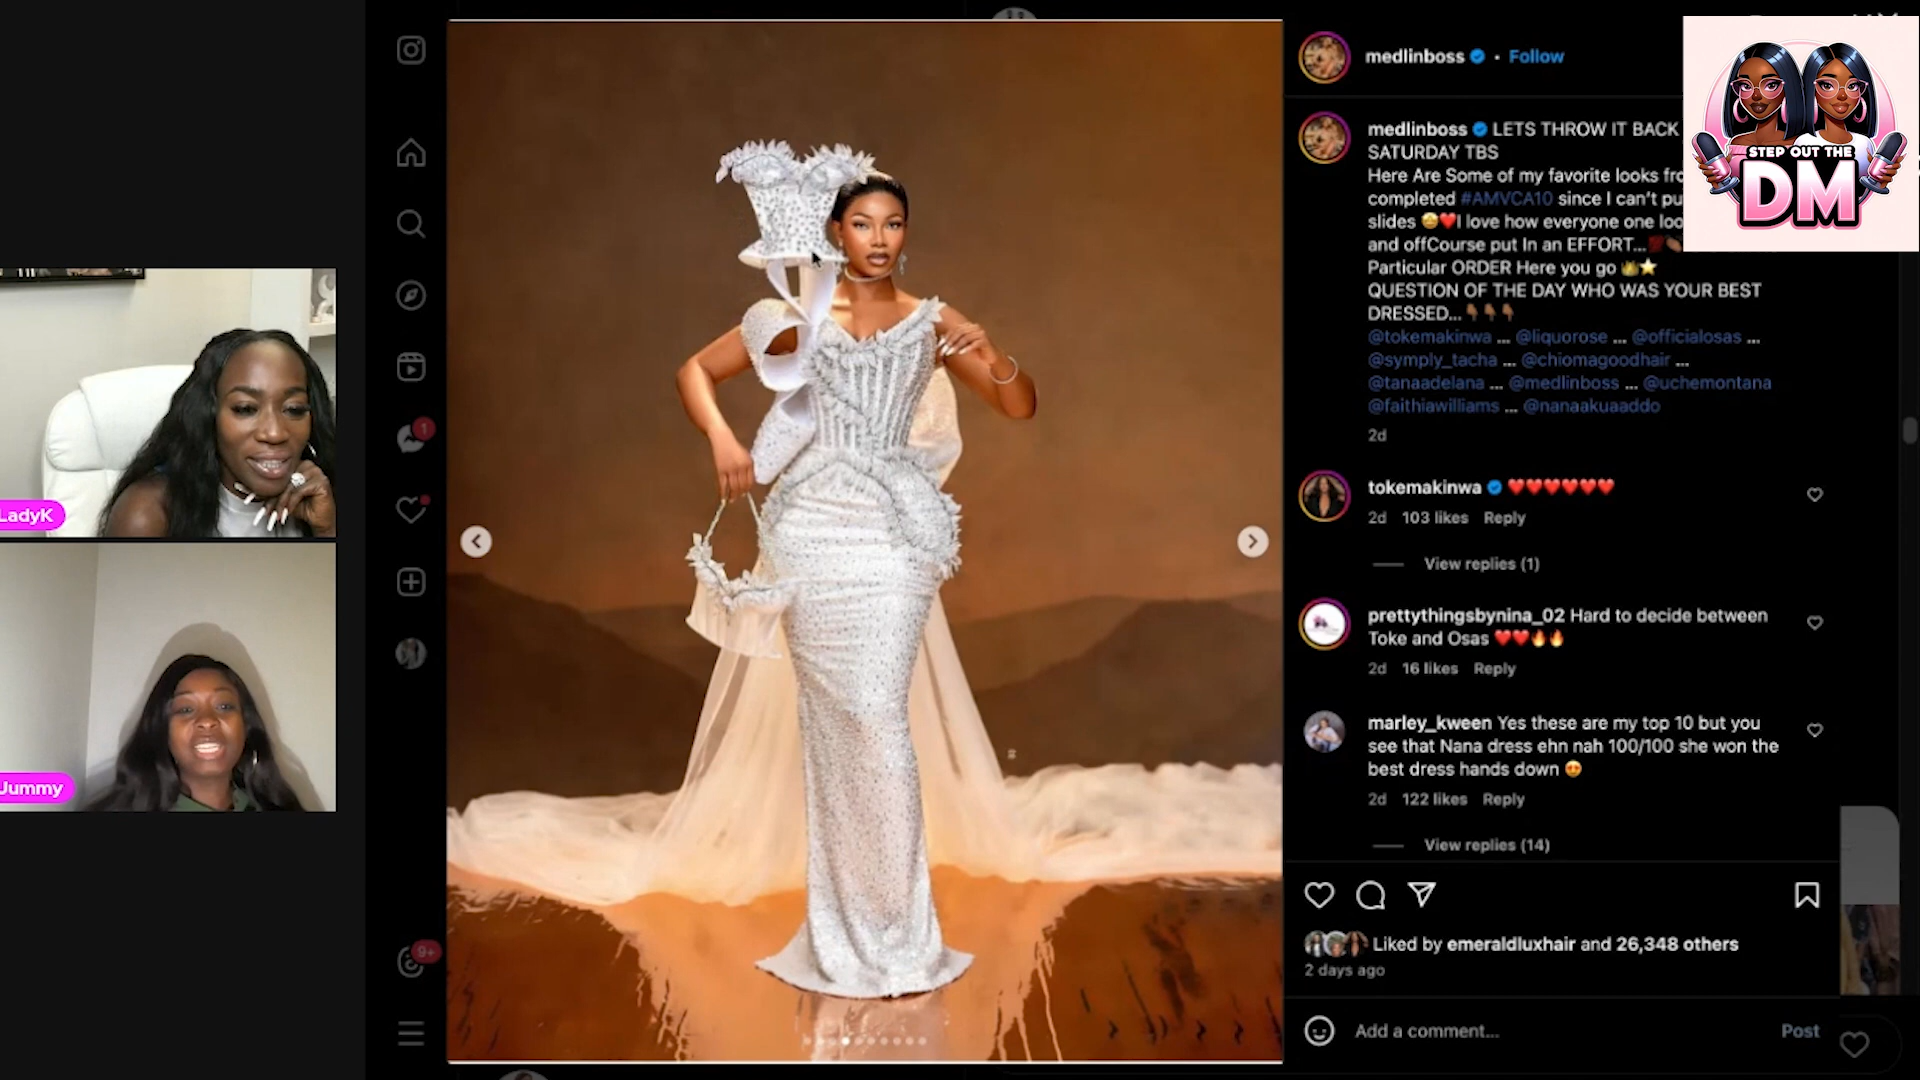 medlinboss • Follow
medlinboss LETS THROW IT BACK
SATURDAY TBS
Here Are Some of my favorite looks
completed #AMVCA10 since I can't
slides 🤩❤️I love how everyone one
and offCourse put In an EFFORT...💯
Particular ORDER Here you go 👑⭐
QUESTION OF THE DAY WHO WAS YOUR BEST
DRESSED...👇🏾👇🏾👇🏾
@tokemakinwa ... @liquorose ... @officialosas ...
@symply_tacha ... @chiomagoodhair ...
@tanaadelana ... @medlinboss ... @uchemontana
@faithiawilliams ... @nanaakuaaddo
2d
tokemakinwa ❤️❤️❤️❤️❤️❤️
2d 103 likes Reply
View replies (1)
prettythingsbynina_02 Hard to decide between
Toke and Osas ❤️❤️🔥🔥
2d 16 likes Reply
marley_kween Yes these are my top 10 but you
see that Nana dress ehn nah 100/100 she won the
best dress hands down 😍
2d 122 likes Reply
View replies (14)
Liked by emeraldluxhair and 26,348 others
2 days ago
Add a comment... Post
STEP OUT THE
DM
LadyK
Jummy
1
9+